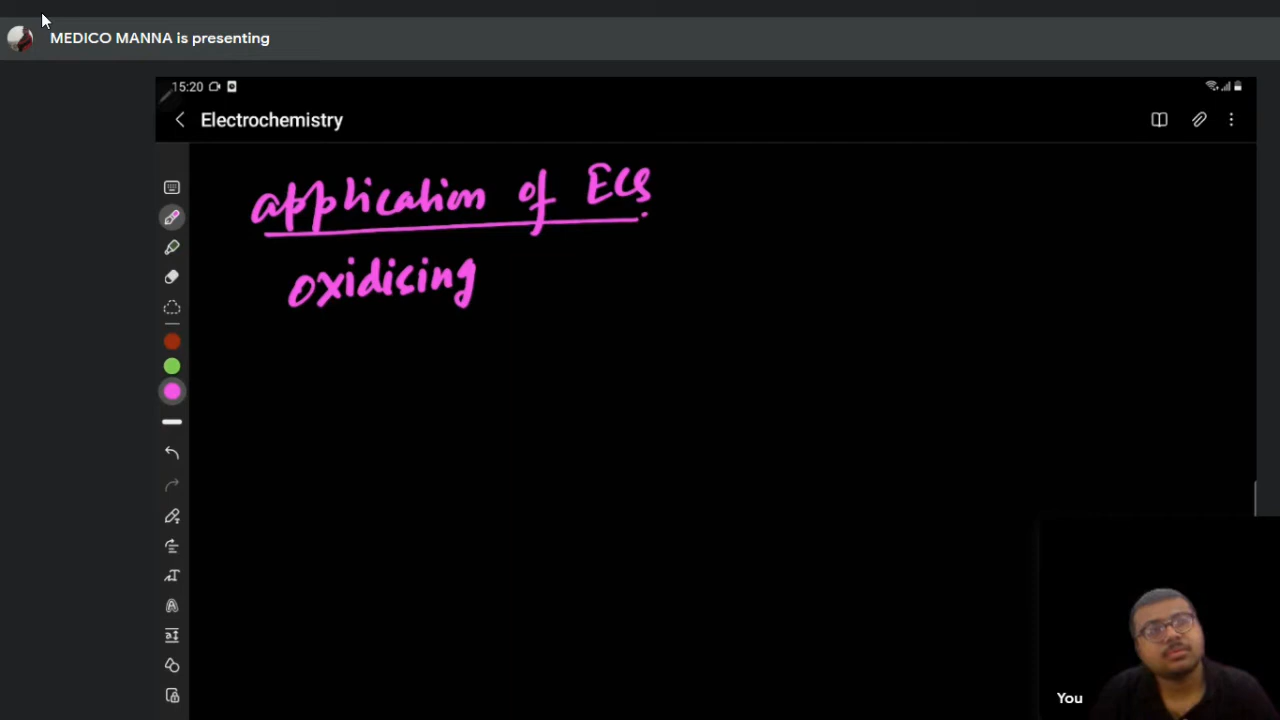 MEDICO MANNA is presenting
15:20
Electrochemistry
application of ECS
oxidising
You